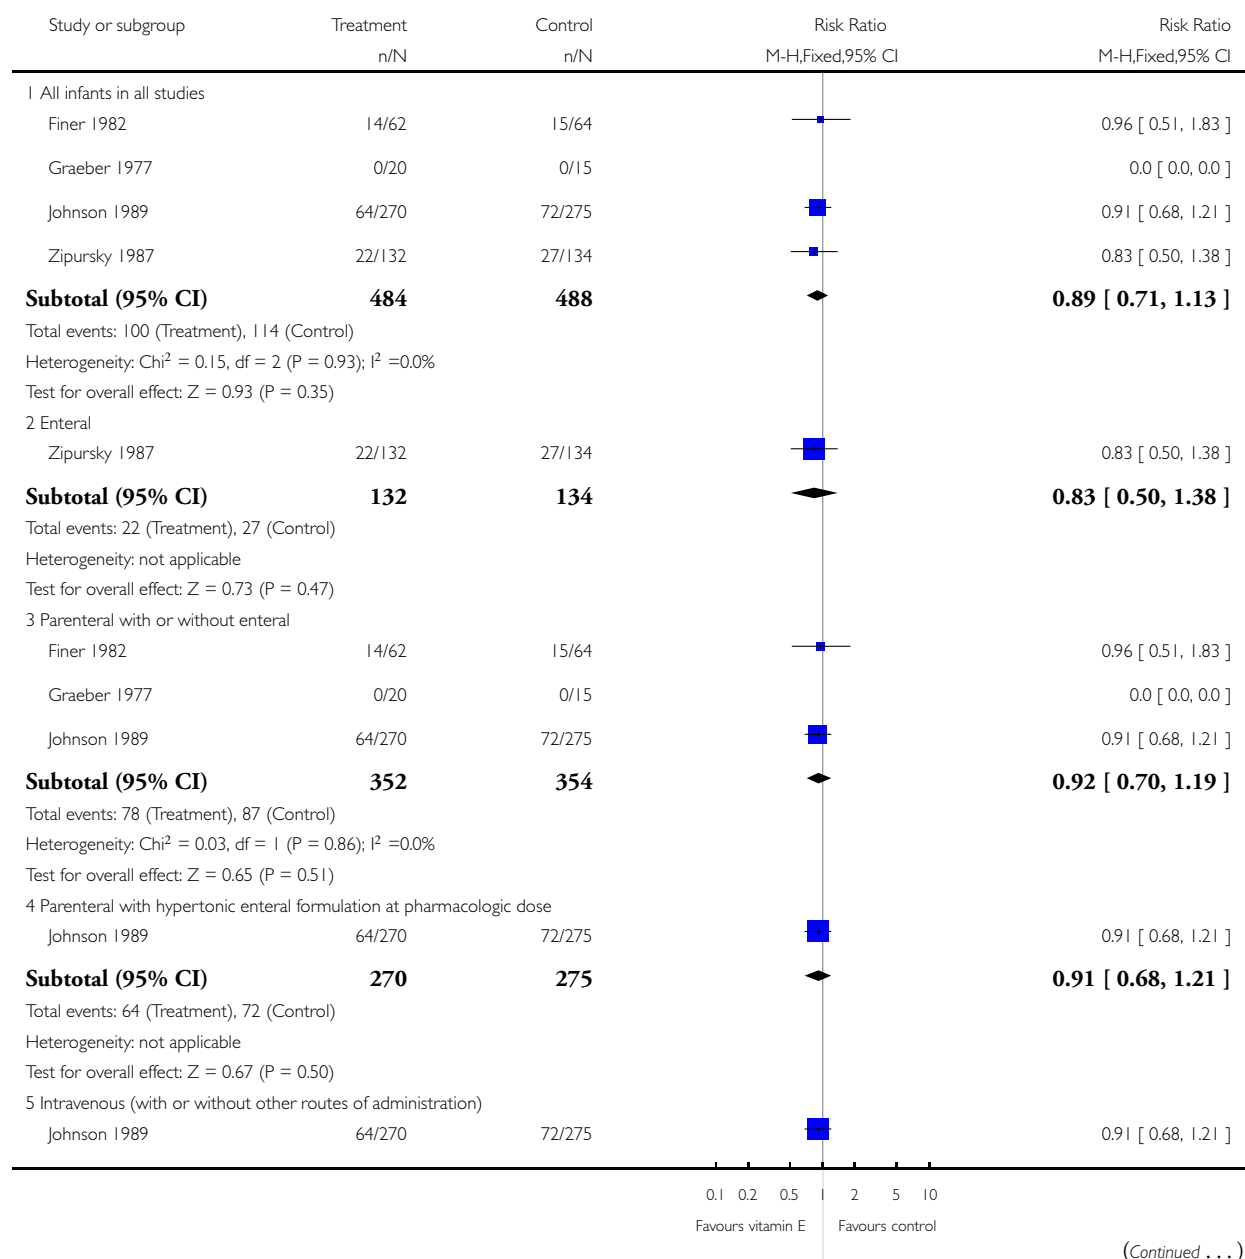 Study or subgroup Treatment Control Risk Ratio Risk Ratio
n/N n/N M-H,Fixed,95% CI M-H,Fixed,95% CI
1 All infants in all studies
Finer 1982 14/62 15/64 0.96 [ 0.51, 1.83 ]
Graeber 1977 0/20 0/15 0.0 [ 0.0, 0.0 ]
Johnson 1989 64/270 72/275 0.91 [ 0.68, 1.21 ]
Zipursky 1987 22/132 27/134 0.83 [ 0.50, 1.38 ]
Subtotal (95% CI) 484 488 0.89 [ 0.71, 1.13 ]
Total events: 100 (Treatment), 114 (Control)
Heterogeneity: Chi² = 0.15, df = 2 (P = 0.93); I² =0.0%
Test for overall effect: Z = 0.93 (P = 0.35)
2 Enteral
Zipursky 1987 22/132 27/134 0.83 [ 0.50, 1.38 ]
Subtotal (95% CI) 132 134 0.83 [ 0.50, 1.38 ]
Total events: 22 (Treatment), 27 (Control)
Heterogeneity: not applicable
Test for overall effect: Z = 0.73 (P = 0.47)
3 Parenteral with or without enteral
Finer 1982 14/62 15/64 0.96 [ 0.51, 1.83 ]
Graeber 1977 0/20 0/15 0.0 [ 0.0, 0.0 ]
Johnson 1989 64/270 72/275 0.91 [ 0.68, 1.21 ]
Subtotal (95% CI) 352 354 0.92 [ 0.70, 1.19 ]
Total events: 78 (Treatment), 87 (Control)
Heterogeneity: Chi² = 0.03, df = 1 (P = 0.86); I² =0.0%
Test for overall effect: Z = 0.65 (P = 0.51)
4 Parenteral with hypertonic enteral formulation at pharmacologic dose
Johnson 1989 64/270 72/275 0.91 [ 0.68, 1.21 ]
Subtotal (95% CI) 270 275 0.91 [ 0.68, 1.21 ]
Total events: 64 (Treatment), 72 (Control)
Heterogeneity: not applicable
Test for overall effect: Z = 0.67 (P = 0.50)
5 Intravenous (with or without other routes of administration)
Johnson 1989 64/270 72/275 0.91 [ 0.68, 1.21 ]
0.1 0.2 0.5 1 2 5 10
Favours vitamin E Favours control
(Continued . . . )